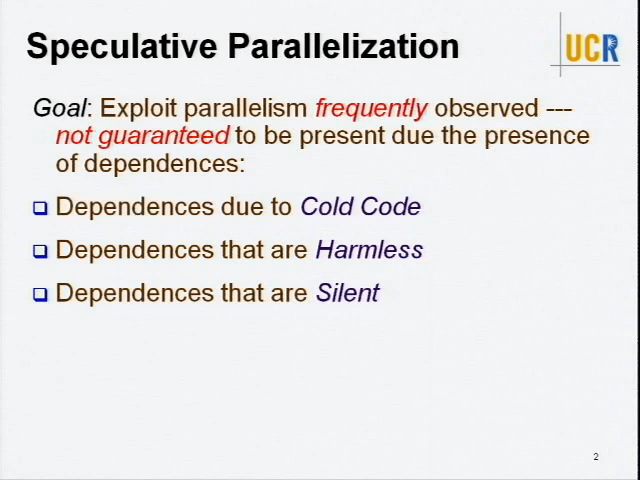 Speculative Parallelization
UCR
Goal: Exploit parallelism frequently observed ---
not guaranteed to be present due the presence
of dependences:
Dependences due to Cold Code
Dependences that are Harmless
Dependences that are Silent
2